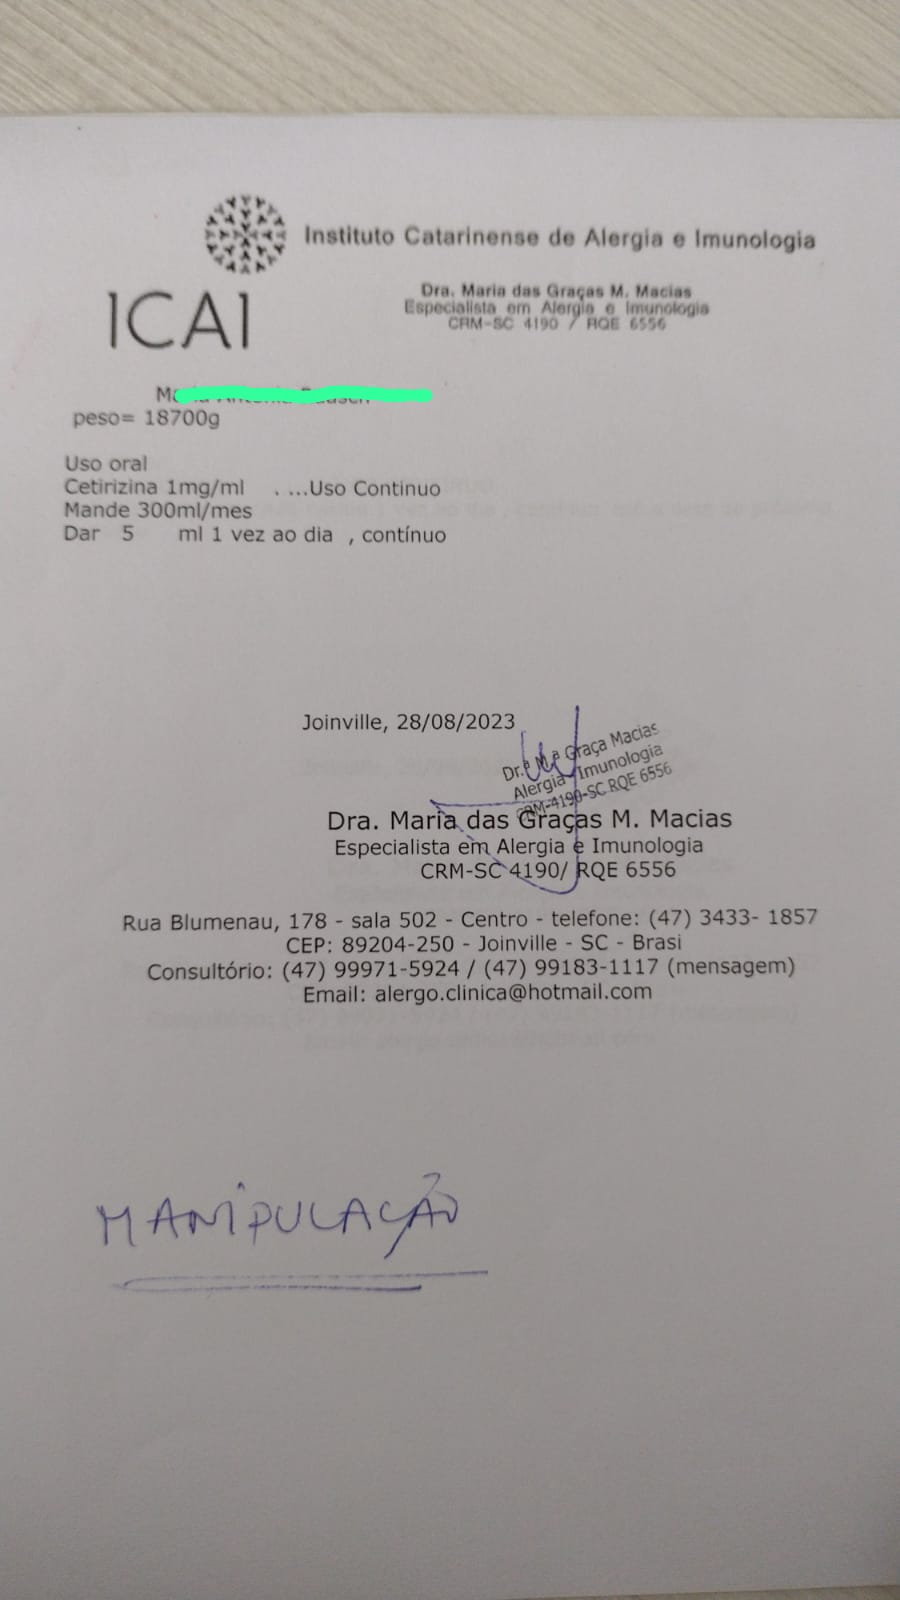 Instituto Catarinense de Alergia e Imunologia
ICAI
Dra. Maria das Graças M. Macias
Especialista em Alergia e Imunologia
CRM-SC 4190 / RQE 6556
peso= 18700g
Uso oral
Cetirizina 1mg/ml . ...Uso Continuo
Mande 300ml/mes
Dar 5 ml 1 vez ao dia , contínuo
Joinville, 28/08/2023
Dr.ª M.ª Graça Macias
Alergia Imunologia
CRM-4190-SC RQE 6556
Dra. Maria das Graças M. Macias
Especialista em Alergia e Imunologia
CRM-SC 4190/ RQE 6556
Rua Blumenau, 178 - sala 502 - Centro - telefone: (47) 3433- 1857
CEP: 89204-250 - Joinville - SC - Brasi
Consultório: (47) 99971-5924 / (47) 99183-1117 (mensagem)
Email: alergo.clinica@hotmail.com
MANIPULAÇÃO